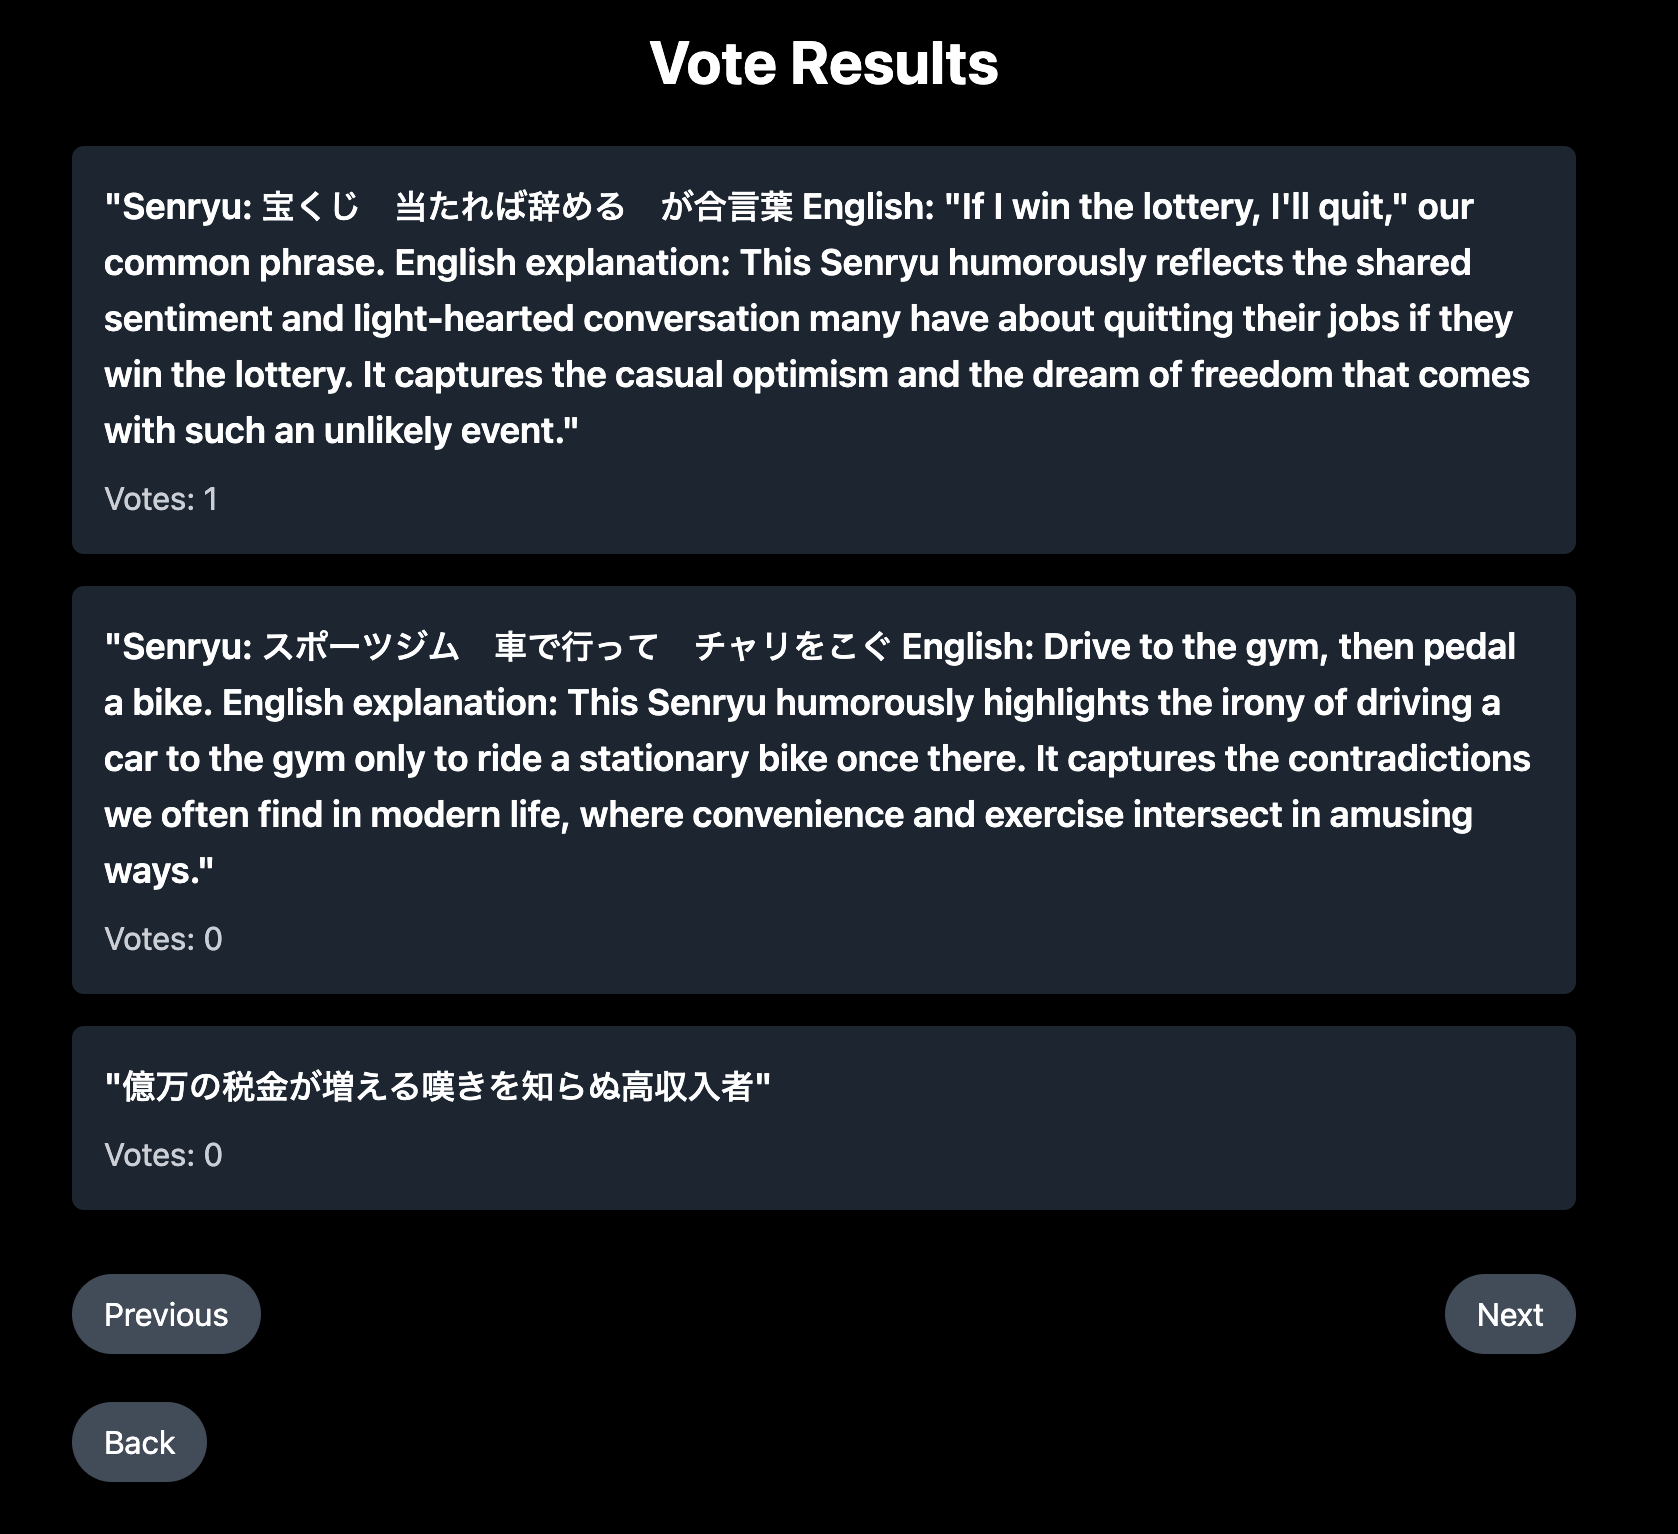 Vote Results
"Senryu: 宝くじ　当たれば辞める　が合言葉 English: "If I win the lottery, I'll quit," our
common phrase. English explanation: This Senryu humorously reflects the shared
sentiment and light-hearted conversation many have about quitting their jobs if they
win the lottery. It captures the casual optimism and the dream of freedom that comes
with such an unlikely event."
Votes: 1
"Senryu: スポーツジム　車で行って　チャリをこぐ English: Drive to the gym, then pedal
a bike. English explanation: This Senryu humorously highlights the irony of driving a
car to the gym only to ride a stationary bike once there. It captures the contradictions
we often find in modern life, where convenience and exercise intersect in amusing
ways."
Votes: 0
"億万の税金が増える嘆きを知らぬ高収入者"
Votes: 0
Previous
Next
Back